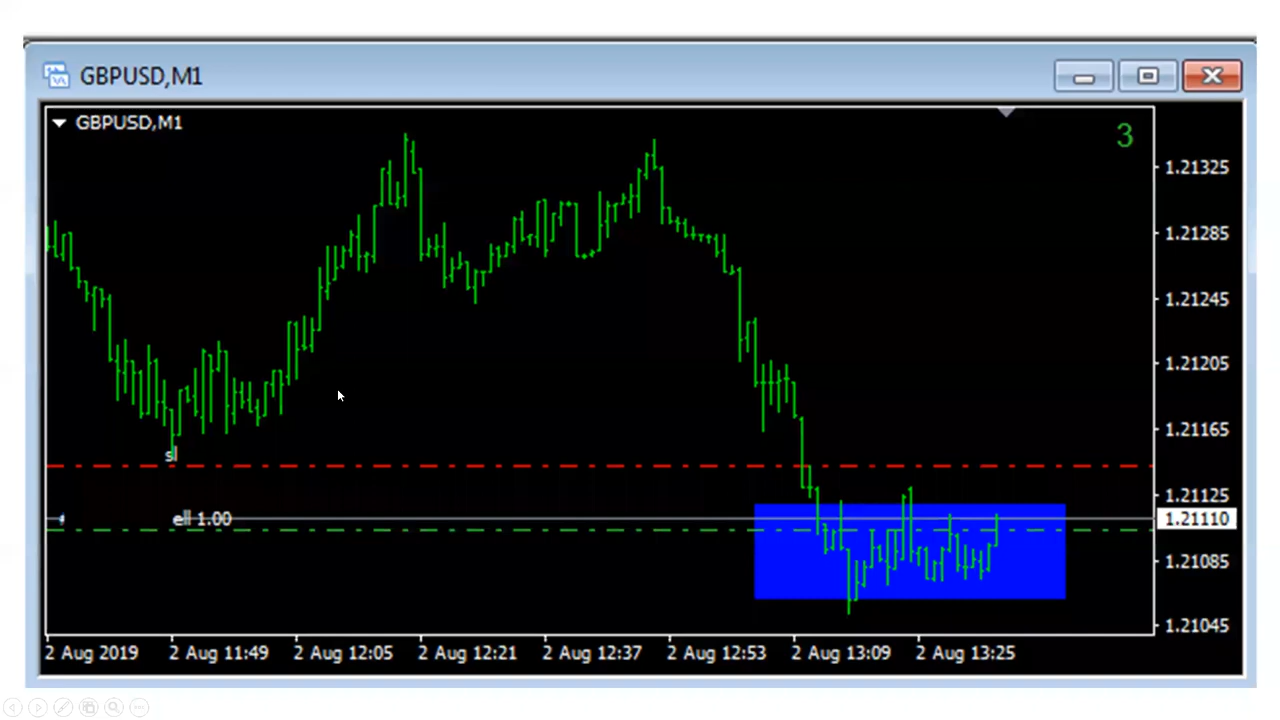 GBPUSD,M1
GBPUSD,M1
3
1.21325
1.21285
1.21245
1.21205
1.21165
sl
1.21125
ell 1.00
1.21110
1.21085
1.21045
2 Aug 2019 2 Aug 11:49 2 Aug 12:05 2 Aug 12:21 2 Aug 12:37 2 Aug 12:53 2 Aug 13:09 2 Aug 13:25